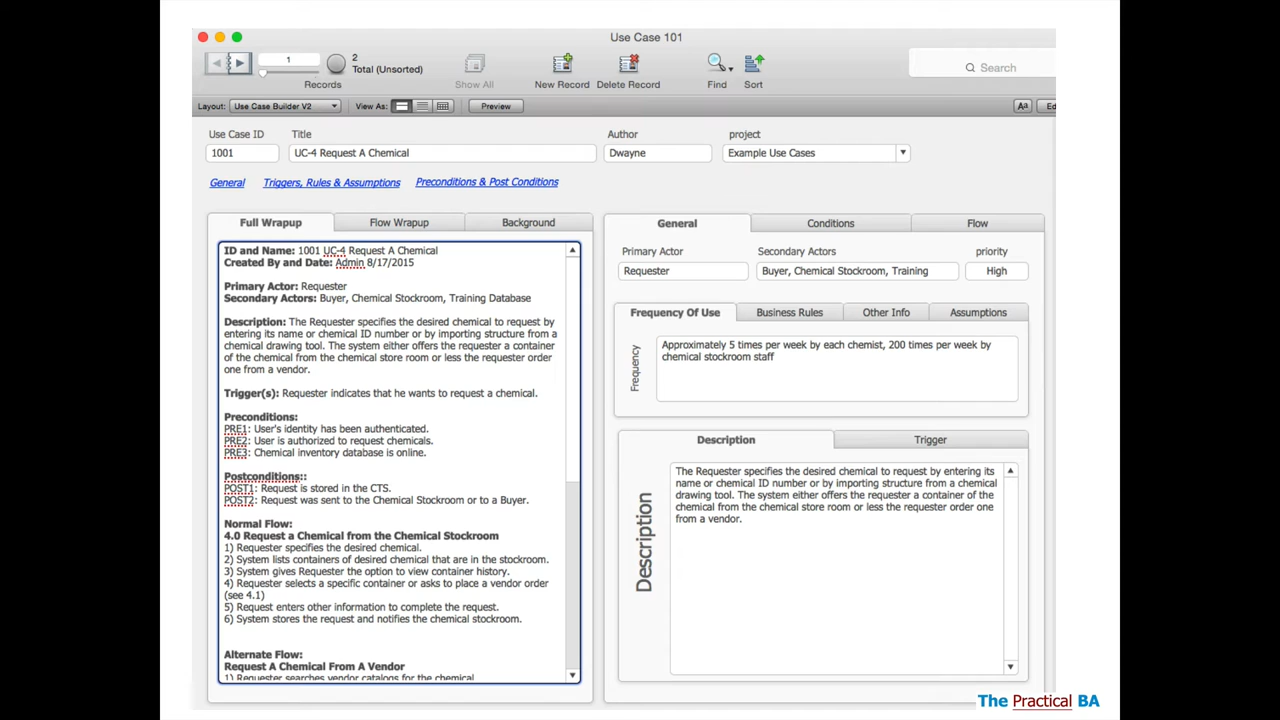 Use Case 101
1
2
Total (Unsorted)
Records
Show All
New Record
Delete Record
Find
Sort
Search
Layout:
Use Case Builder V2
View As:
Preview
Aa
Ed
Use Case ID
Title
Author
project
1001
UC-4 Request A Chemical
Dwayne
Example Use Cases
General
Triggers, Rules & Assumptions
Preconditions & Post Conditions
Full Wrapup
Flow Wrapup
Background
ID and Name: 1001 UC-4 Request A Chemical
Created By and Date: Admin 8/17/2015
Primary Actor: Requester
Secondary Actors: Buyer, Chemical Stockroom, Training Database
Description: The Requester specifies the desired chemical to request by
entering its name or chemical ID number or by importing structure from a
chemical drawing tool. The system either offers the requester a container
of the chemical from the chemical store room or less the requester order
one from a vendor.
Trigger(s): Requester indicates that he wants to request a chemical.
Preconditions:
PRE1: User's identity has been authenticated.
PRE2: User is authorized to request chemicals.
PRE3: Chemical inventory database is online.
Postconditions::
POST1: Request is stored in the CTS.
POST2: Request was sent to the Chemical Stockroom or to a Buyer.
Normal Flow:
4.0 Request a Chemical from the Chemical Stockroom
1) Requester specifies the desired chemical.
2) System lists containers of desired chemical that are in the stockroom.
3) System gives Requester the option to view container history.
4) Requester selects a specific container or asks to place a vendor order
(see 4.1)
5) Request enters other information to complete the request.
6) System stores the request and notifies the chemical stockroom.
Alternate Flow:
Request A Chemical From A Vendor
1) Requester searches vendor catalogs for the chemical
General
Conditions
Flow
Primary Actor
Secondary Actors
priority
Requester
Buyer, Chemical Stockroom, Training
High
Frequency Of Use
Business Rules
Other Info
Assumptions
Frequency
Approximately 5 times per week by each chemist, 200 times per week by
chemical stockroom staff
Description
Trigger
Description
The Requester specifies the desired chemical to request by entering its
name or chemical ID number or by importing structure from a chemical
drawing tool. The system either offers the requester a container of the
chemical from the chemical store room or less the requester order one
from a vendor.
The Practical BA